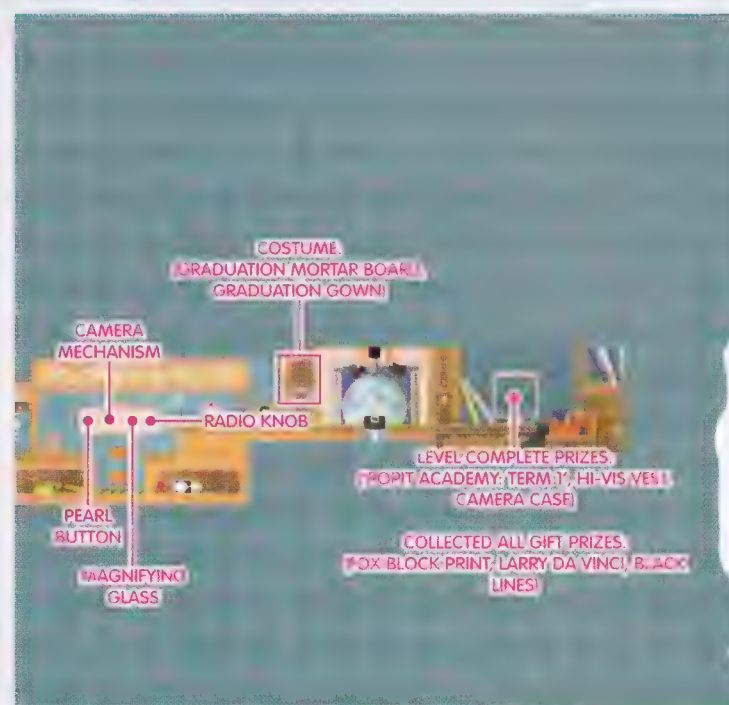 COSTUME.
(GRADUATION MORTAR BOARD,
GRADUATION GOWN)
CAMERA
MECHANISM
RADIO KNOB
PEARL
BUTTON
MAGNIFYING
GLASS
LEVEL COMPLETE PRIZES.
ACADEMY: TERM 1', HI-VIS VEST,
CAMERA CASE)
COLLECTED ALL GIFT PRIZES.
(FOX BLOCK PRINT, LARRY DA VINCI, BLACK
LINES)